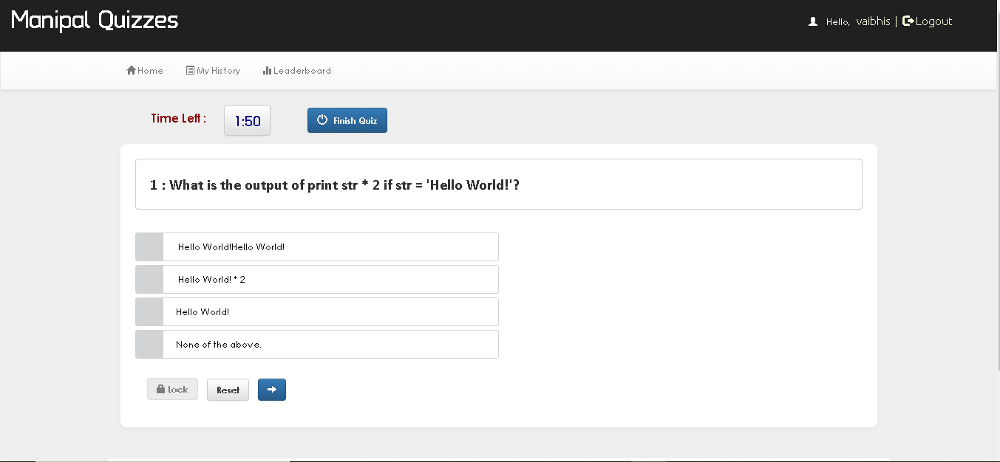 Manipal Quizzes
Hello, vaibhis | Logout
Home My History Leaderboard
Time Left : 1:50 Finish Quiz
1 : What is the output of print str * 2 if str = 'Hello World!'?
Hello World!Hello World!
Hello World! * 2
Hello World!
None of the above.
Lock Reset